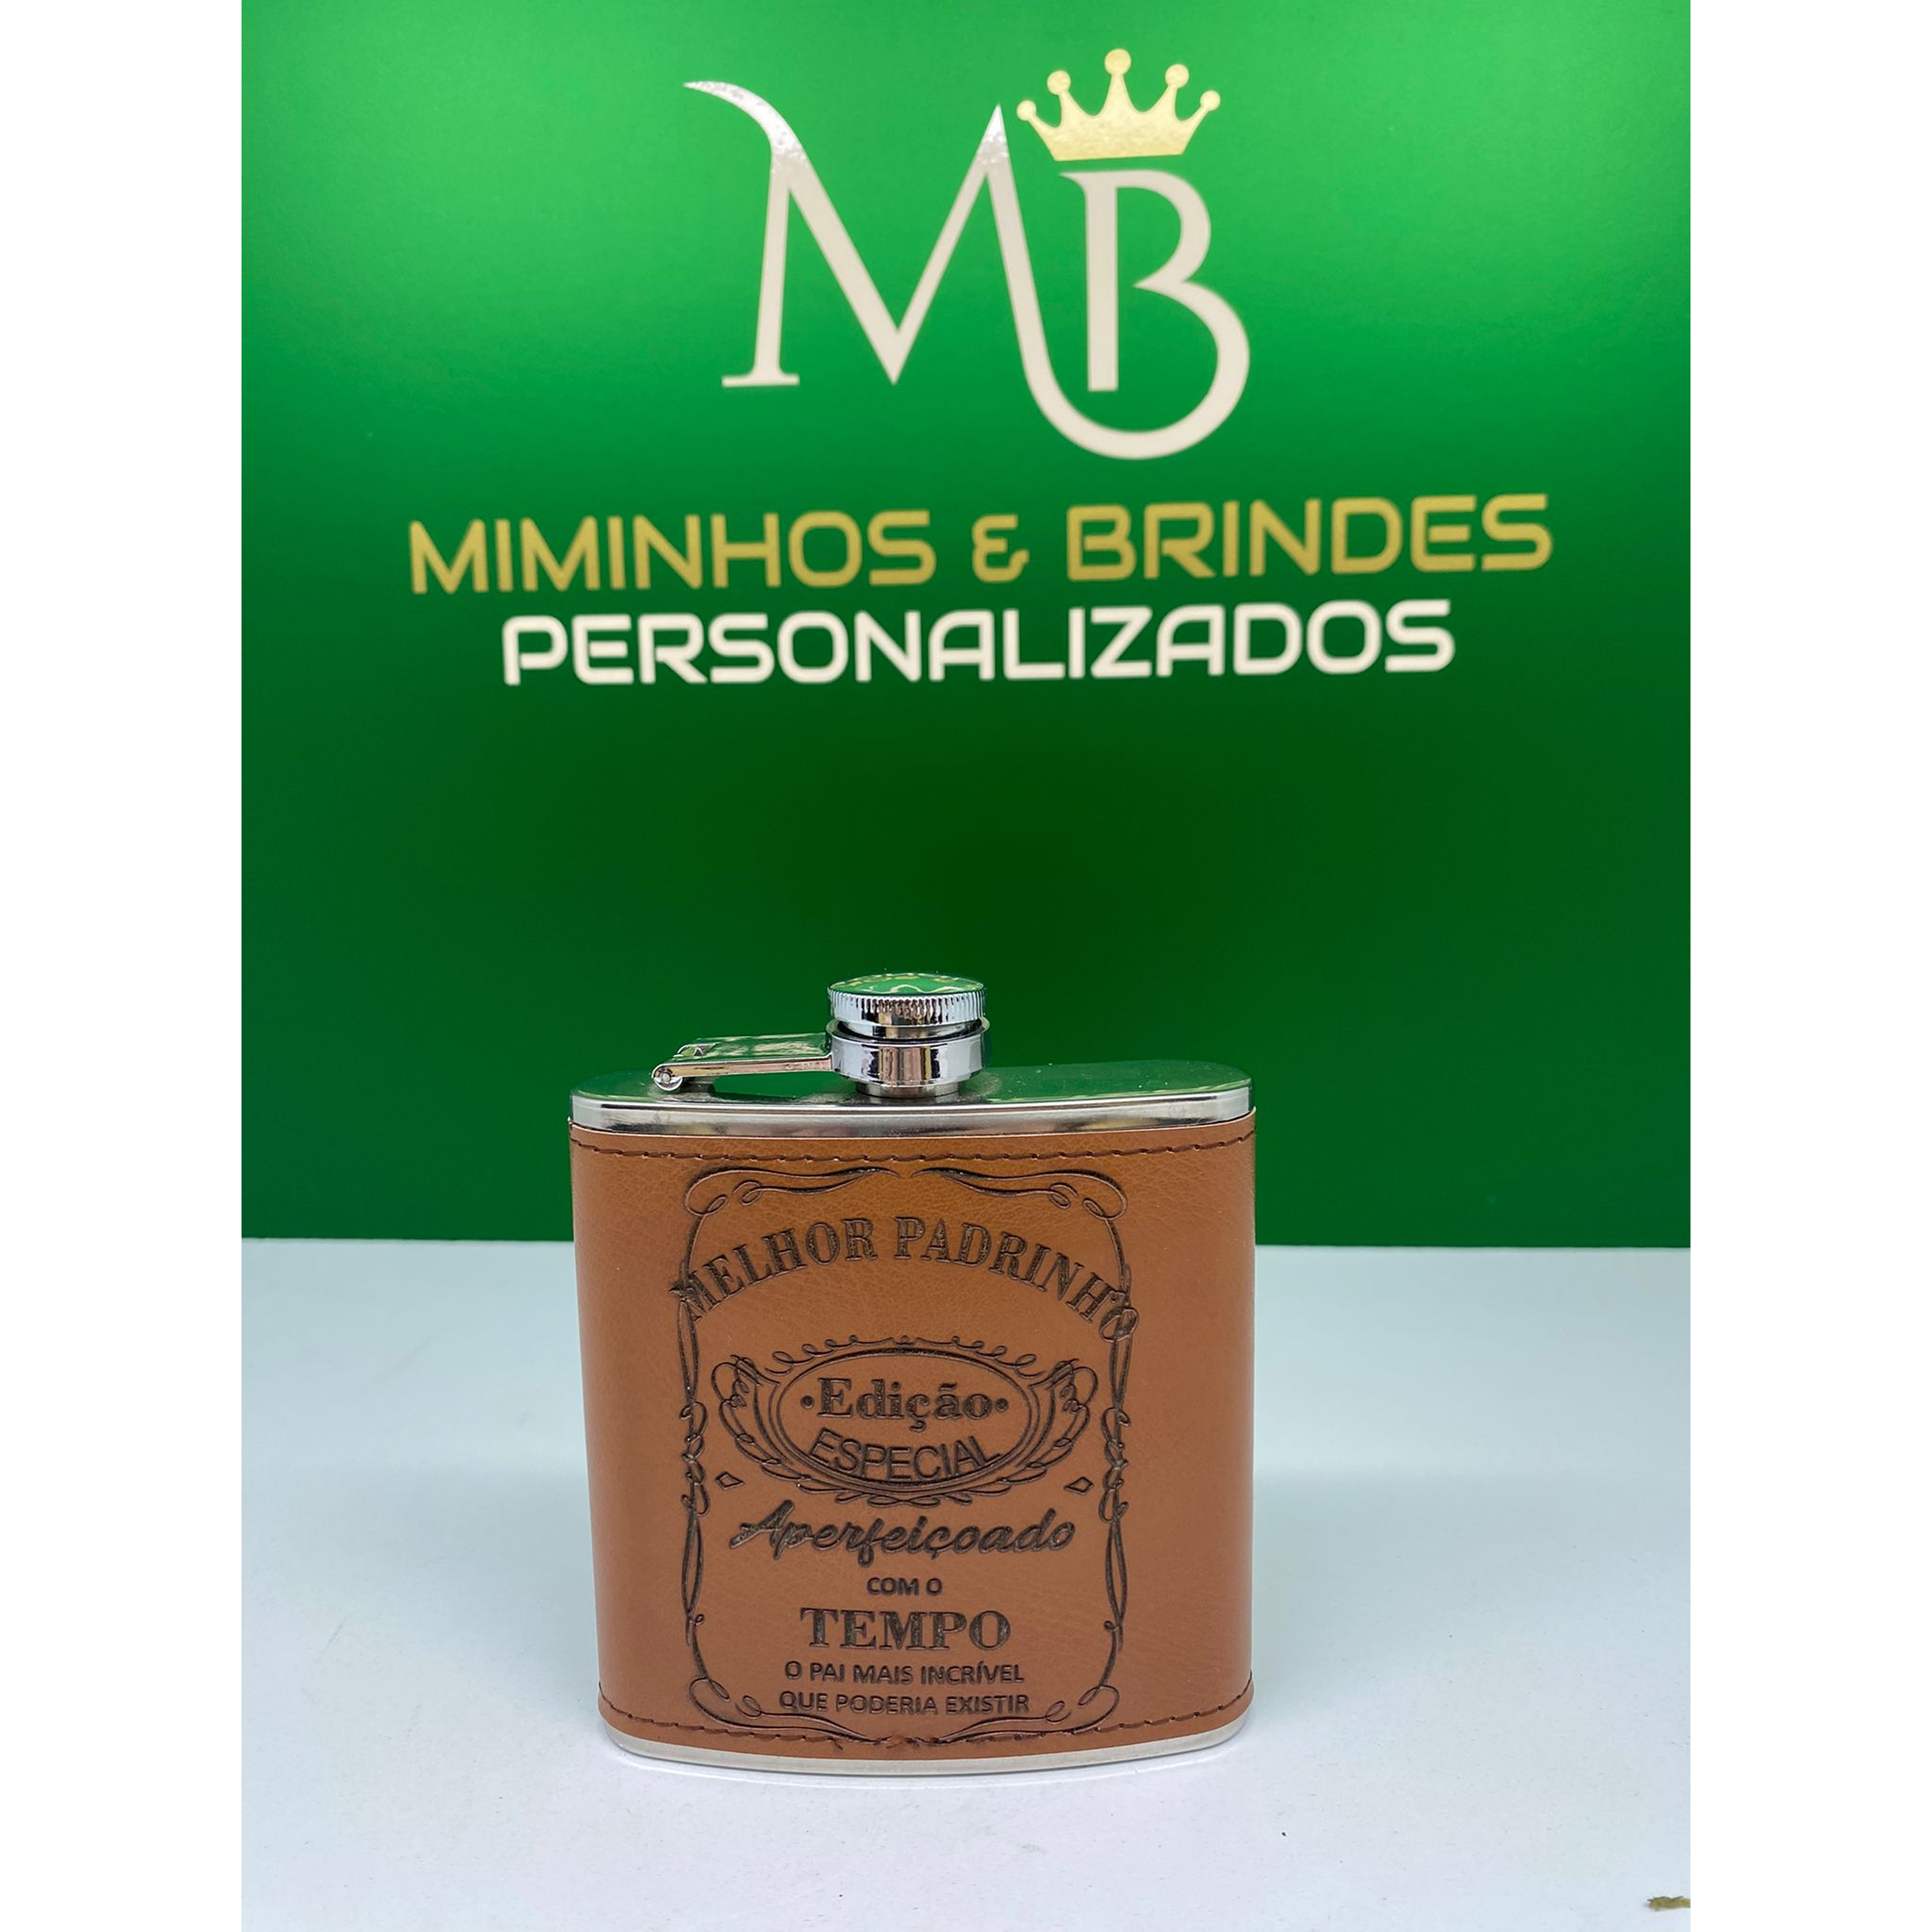 MB
MIMINHOS & BRINDES
PERSONALIZADOS
MELHOR PADRINHO
·Edição·
ESPECIAL
Aperfeiçoado
COM O
TEMPO
O PAI MAIS INCRÍVEL
QUE PODERIA EXISTIR